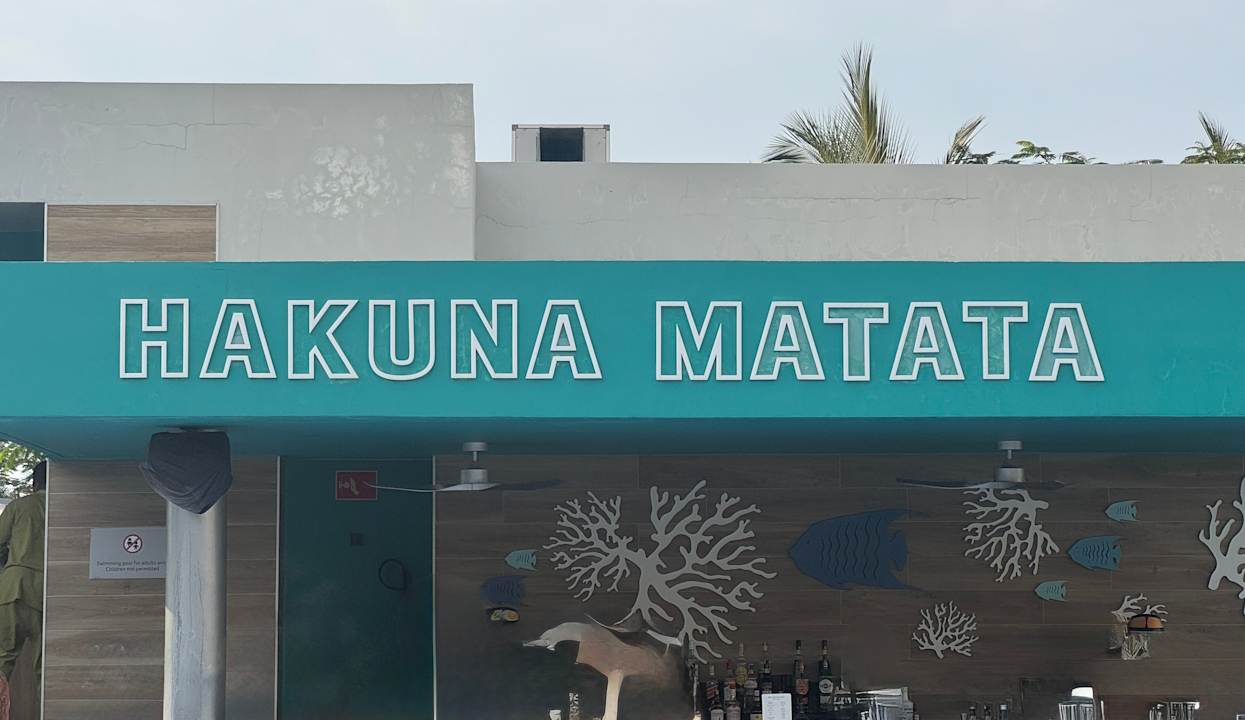 HAKUNA MATATA
Swimming pool for adults only
Children not permitted